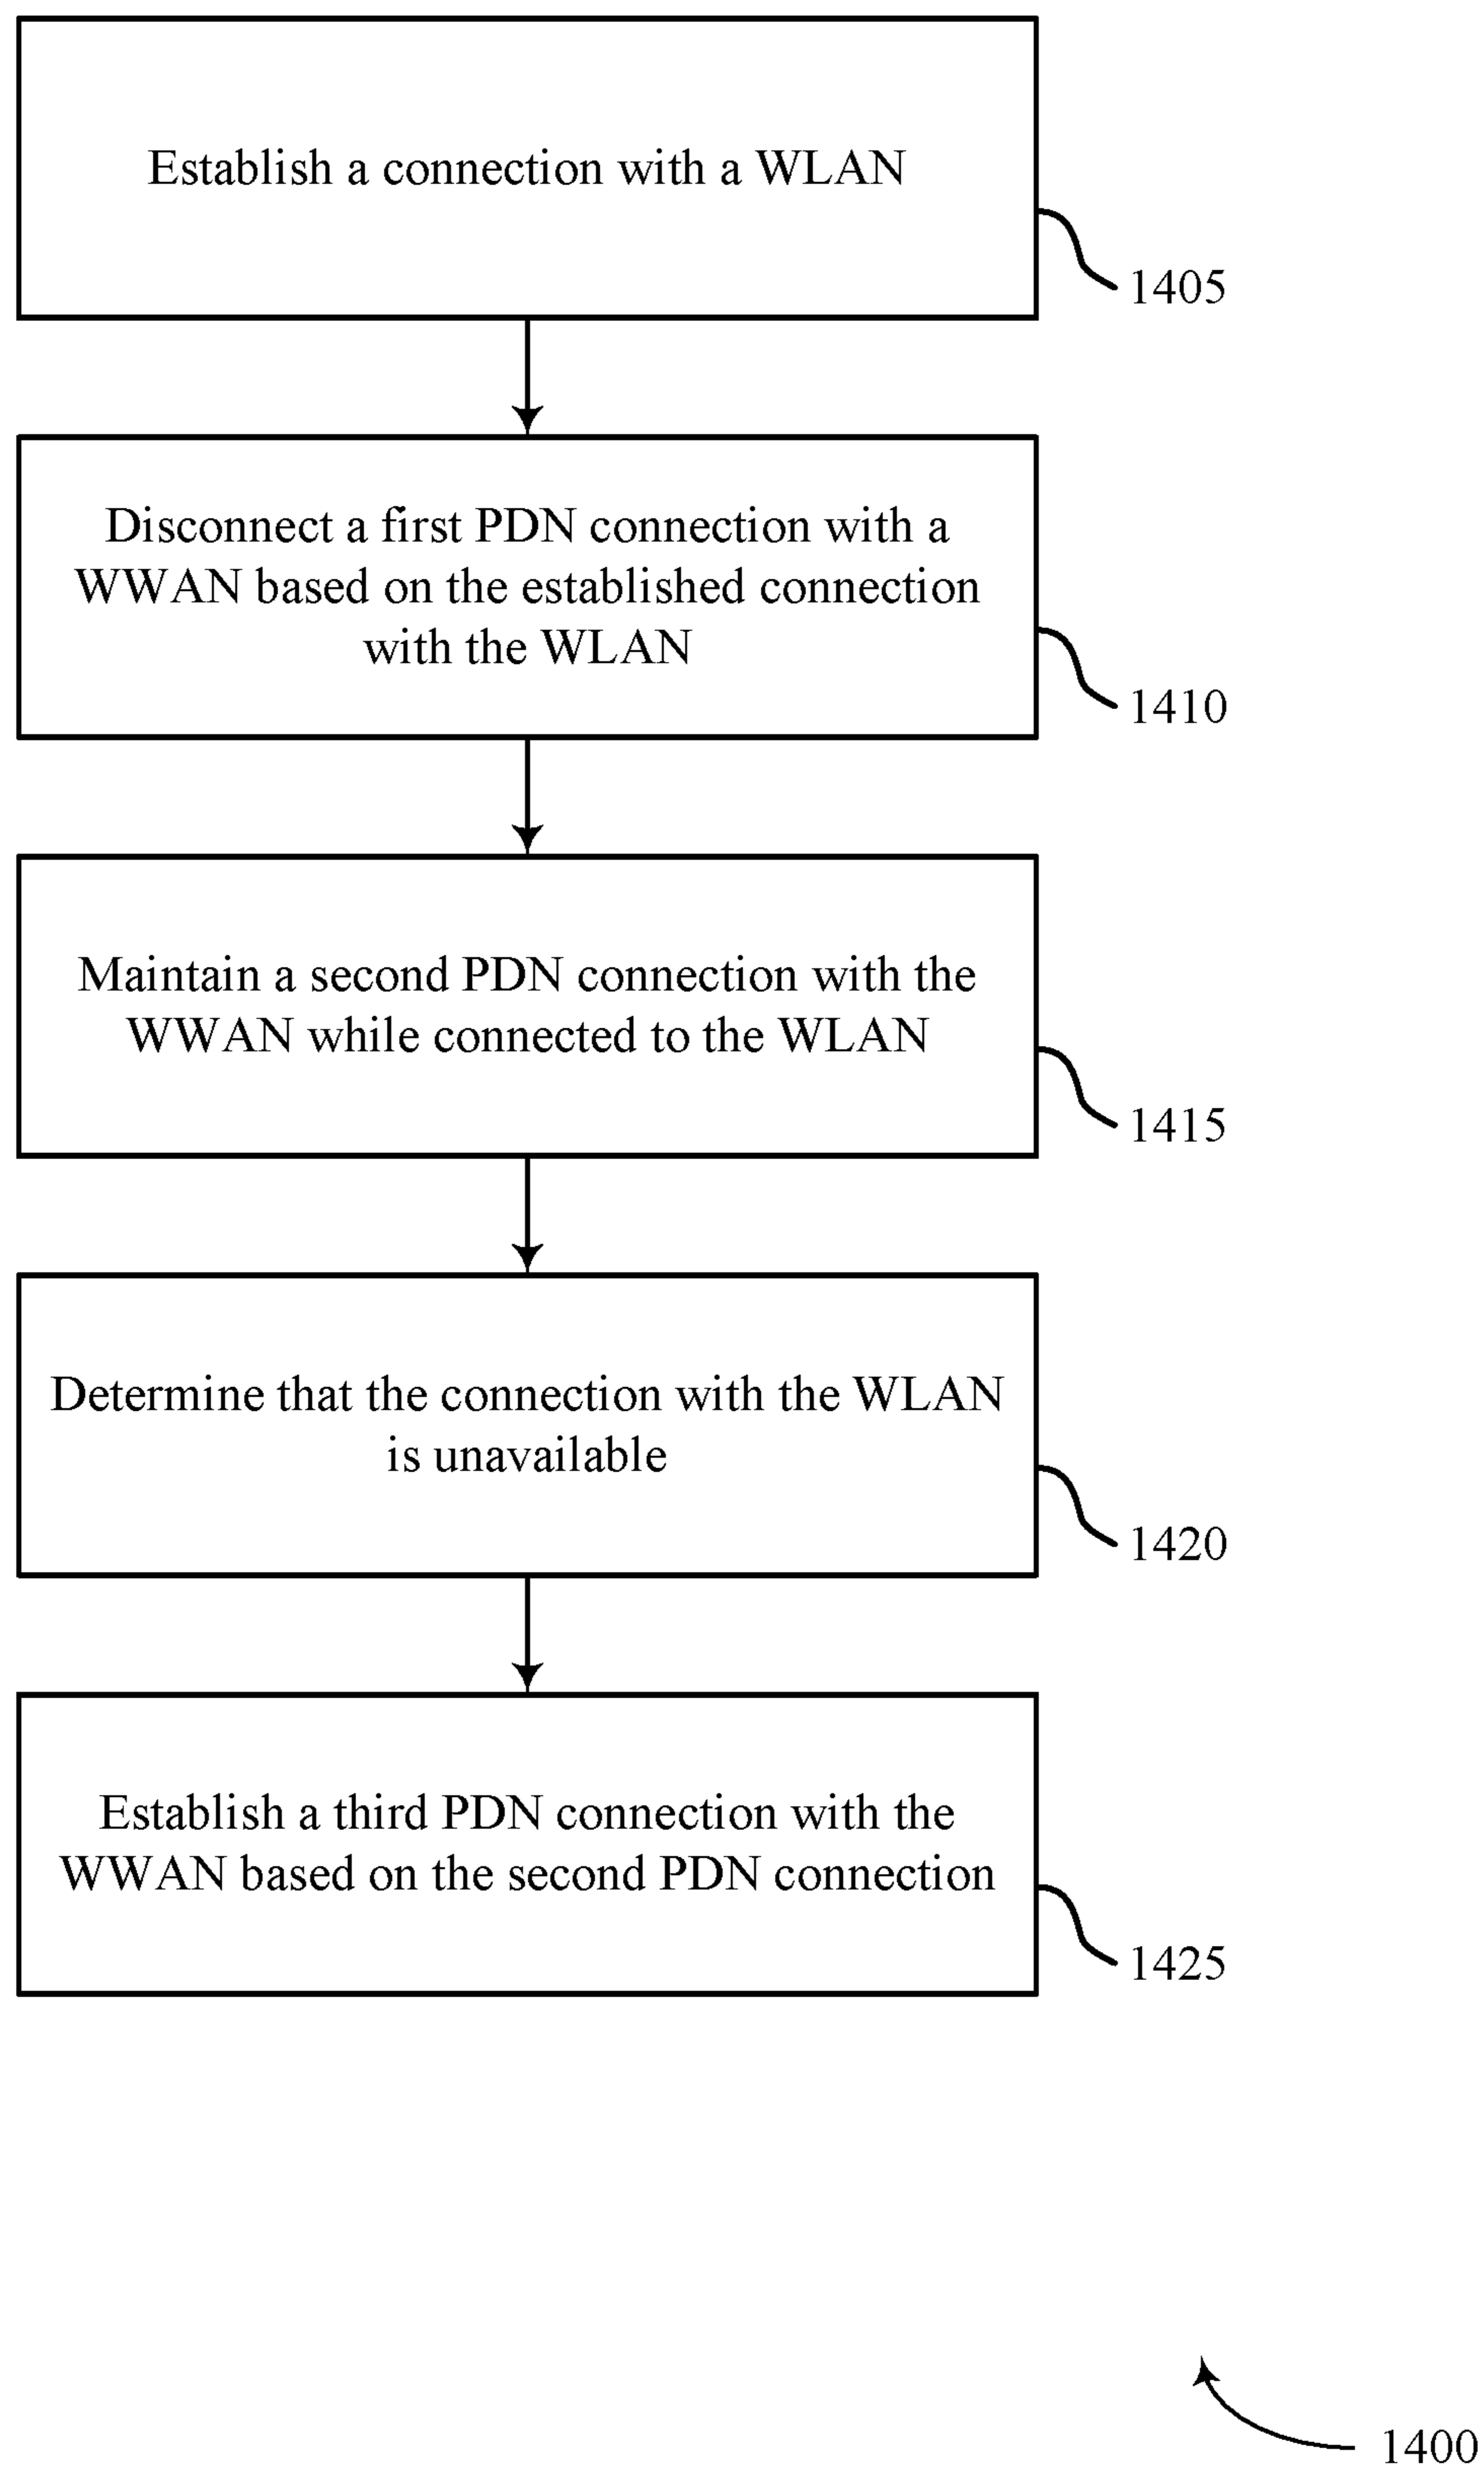 Establish a connection with a WLAN
1405
Disconnect a first PDN connection with a
WWAN based on the established connection
with the WLAN
1410
Maintain a second PDN connection with the
WWAN while connected to the WLAN
1415
Determine that the connection with the WLAN
is unavailable
1420
Establish a third PDN connection with the
WWAN based on the second PDN connection
1425
1400